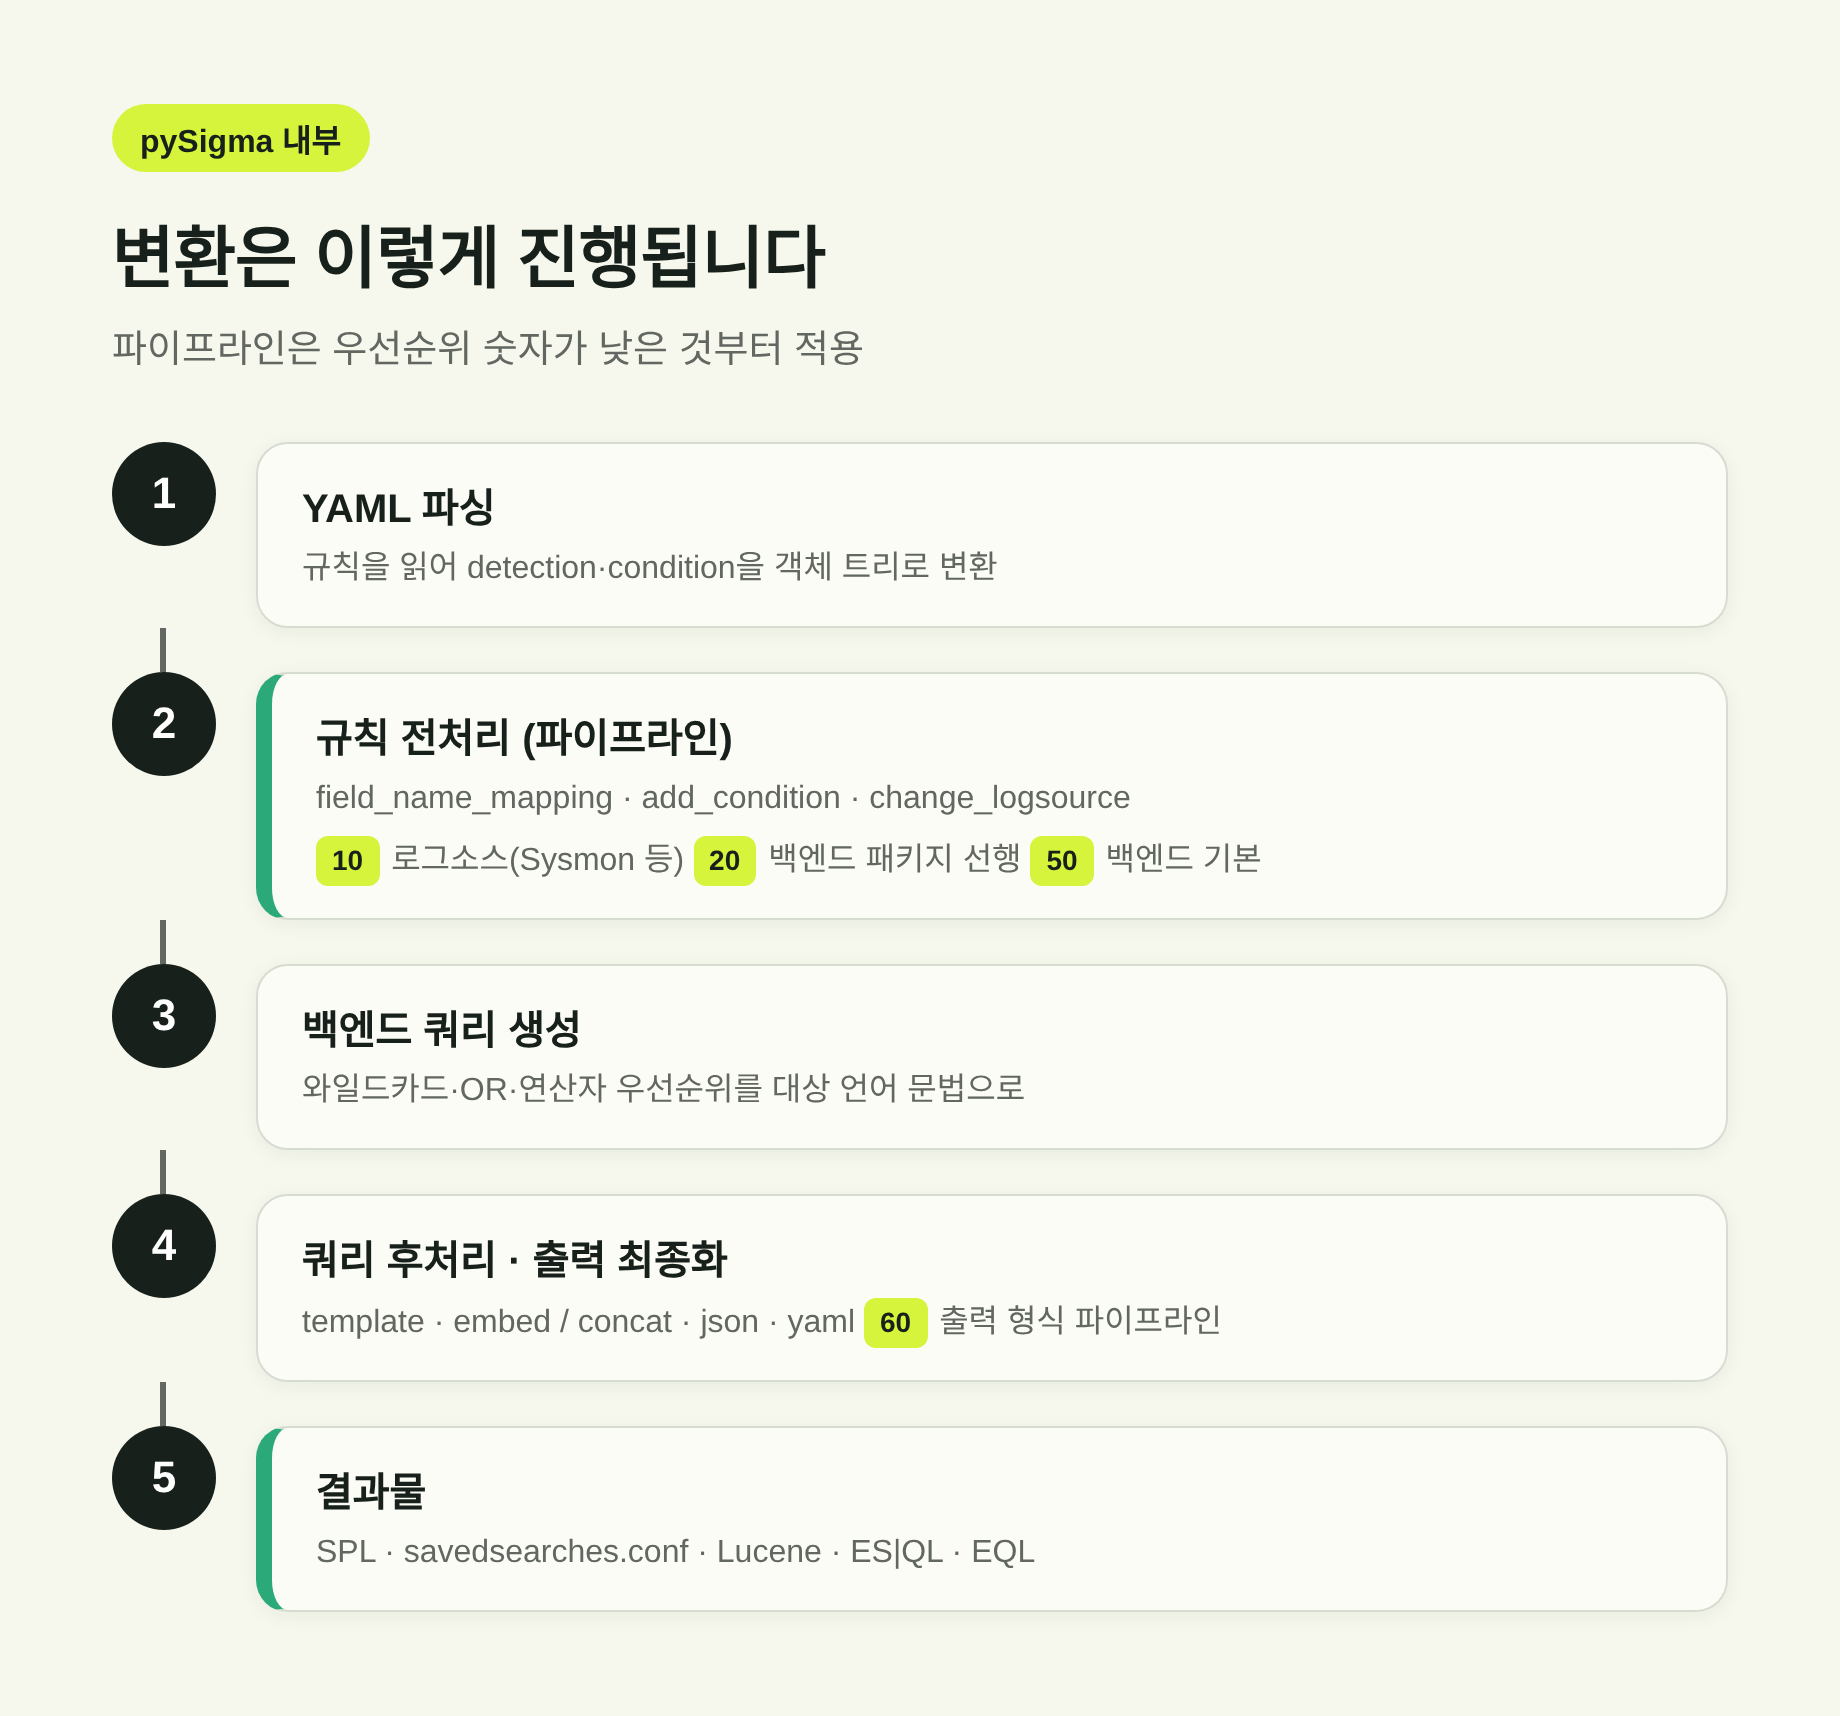 pySigma 내부
변환은 이렇게 진행됩니다
파이프라인은 우선순위 숫자가 낮은 것부터 적용
1
YAML 파싱
규칙을 읽어 detection·condition을 객체 트리로 변환
2
규칙 전처리 (파이프라인)
field_name_mapping · add_condition · change_logsource
10 로그소스(Sysmon 등) 20 백엔드 패키지 선행 50 백엔드 기본
3
백엔드 쿼리 생성
와일드카드·OR·연산자 우선순위를 대상 언어 문법으로
4
쿼리 후처리 · 출력 최종화
template · embed / concat · json · yaml 60 출력 형식 파이프라인
5
결과물
SPL · savedsearches.conf · Lucene · ES|QL · EQL